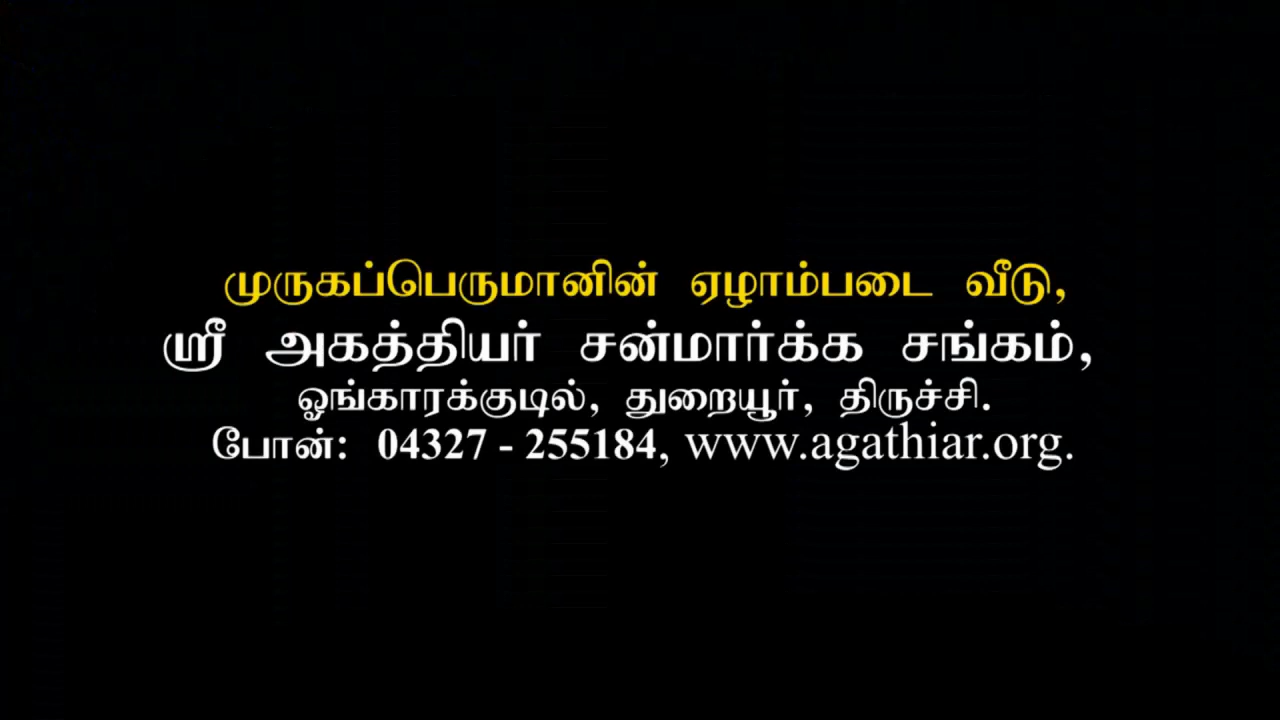 முருகப்பெருமானின் ஏழாம்படை வீடு,
ஸ்ரீ அகத்தியர் சன்மார்க்க சங்கம்,
ஓங்காரக்குடில், துறையூர், திருச்சி.
போன்: 04327 - 255184, www.agathiar.org.